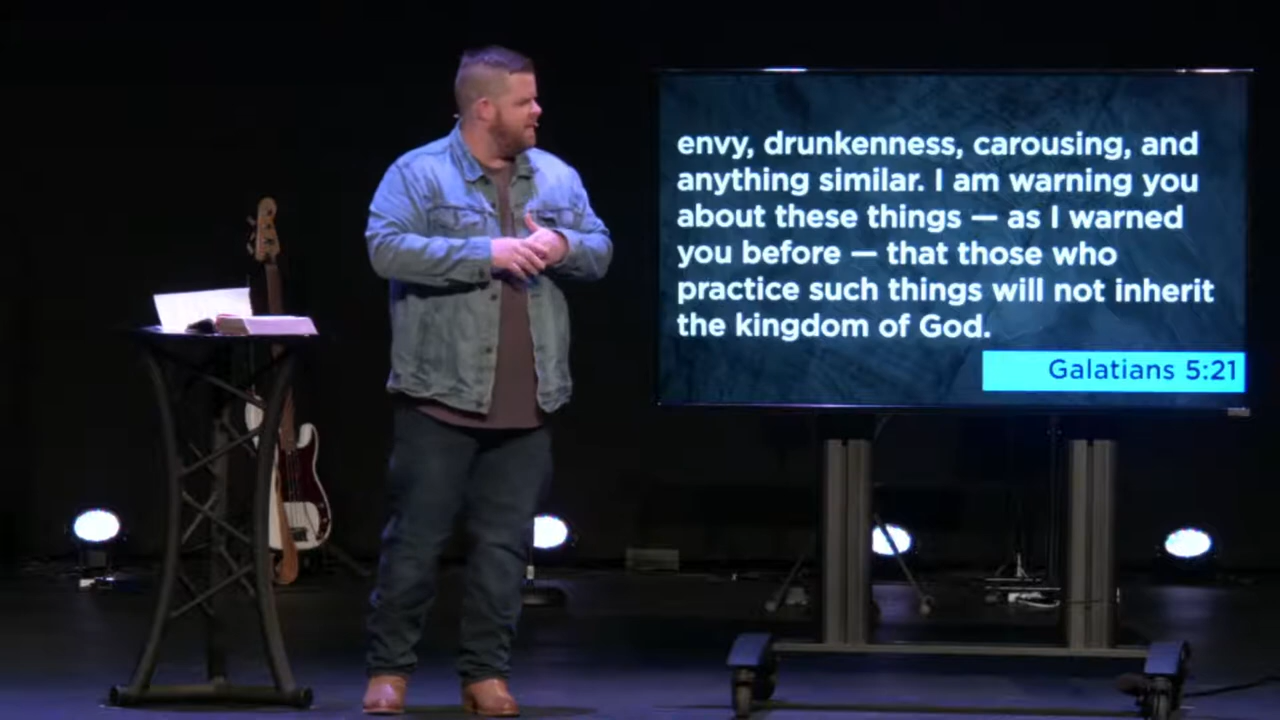 envy, drunkenness, carousing, and
anything similar. I am warning you
about these things — as I warned
you before — that those who
practice such things will not inherit
the kingdom of God.
Galatians 5:21